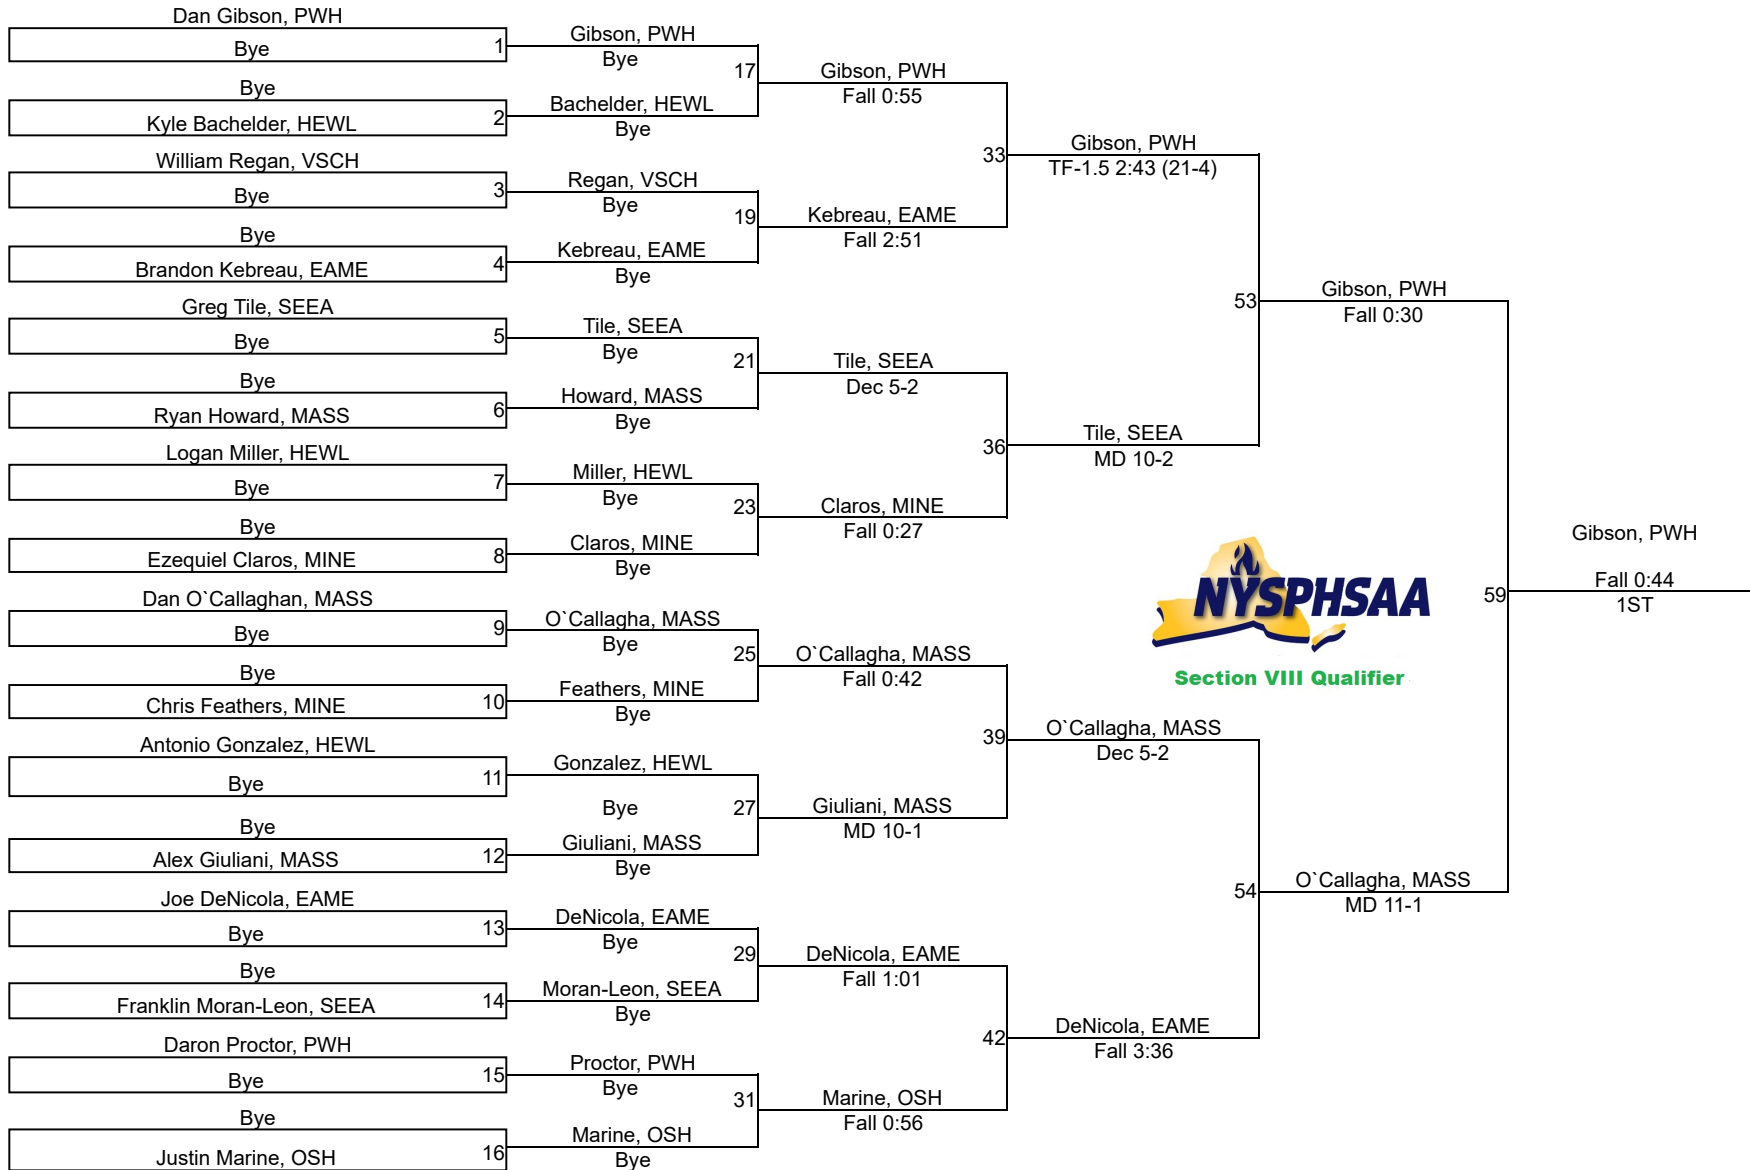 Dan Gibson, PWH
Bye
1
Bye
Kyle Bachelder, HEWL
2
William Regan, VSCH
Bye
3
Bye
Brandon Kebreau, EAME
4
Greg Tile, SEEA
Bye
5
Bye
Ryan Howard, MASS
6
Logan Miller, HEWL
Bye
7
Bye
Ezequiel Claros, MINE
8
Dan O`Callaghan, MASS
Bye
9
Bye
Chris Feathers, MINE
10
Antonio Gonzalez, HEWL
Bye
11
Bye
Alex Giuliani, MASS
12
Joe DeNicola, EAME
Bye
13
Bye
Franklin Moran-Leon, SEEA
14
Daron Proctor, PWH
Bye
15
Bye
Justin Marine, OSH
16
Gibson, PWH
Bye
17
Bachelder, HEWL
Bye
Regan, VSCH
Bye
19
Kebreau, EAME
Bye
Tile, SEEA
Bye
21
Howard, MASS
Bye
Miller, HEWL
Bye
23
Claros, MINE
Bye
O`Callagha, MASS
Bye
25
Feathers, MINE
Bye
Gonzalez, HEWL
Bye
27
Giuliani, MASS
Bye
DeNicola, EAME
Bye
29
Moran-Leon, SEEA
Bye
Proctor, PWH
Bye
31
Marine, OSH
Bye
Gibson, PWH
Fall 0:55
33
Kebreau, EAME
Fall 2:51
Tile, SEEA
Dec 5-2
36
Claros, MINE
Fall 0:27
O`Callagha, MASS
Fall 0:42
39
Giuliani, MASS
MD 10-1
DeNicola, EAME
Fall 1:01
42
Marine, OSH
Fall 0:56
Gibson, PWH
TF-1.5 2:43 (21-4)
53
Tile, SEEA
MD 10-2
O`Callagha, MASS
Dec 5-2
54
DeNicola, EAME
Fall 3:36
Gibson, PWH
Fall 0:30
59
O`Callagha, MASS
MD 11-1
Gibson, PWH
Fall 0:44
1ST
NYSPHSAA
Section VIII Qualifier